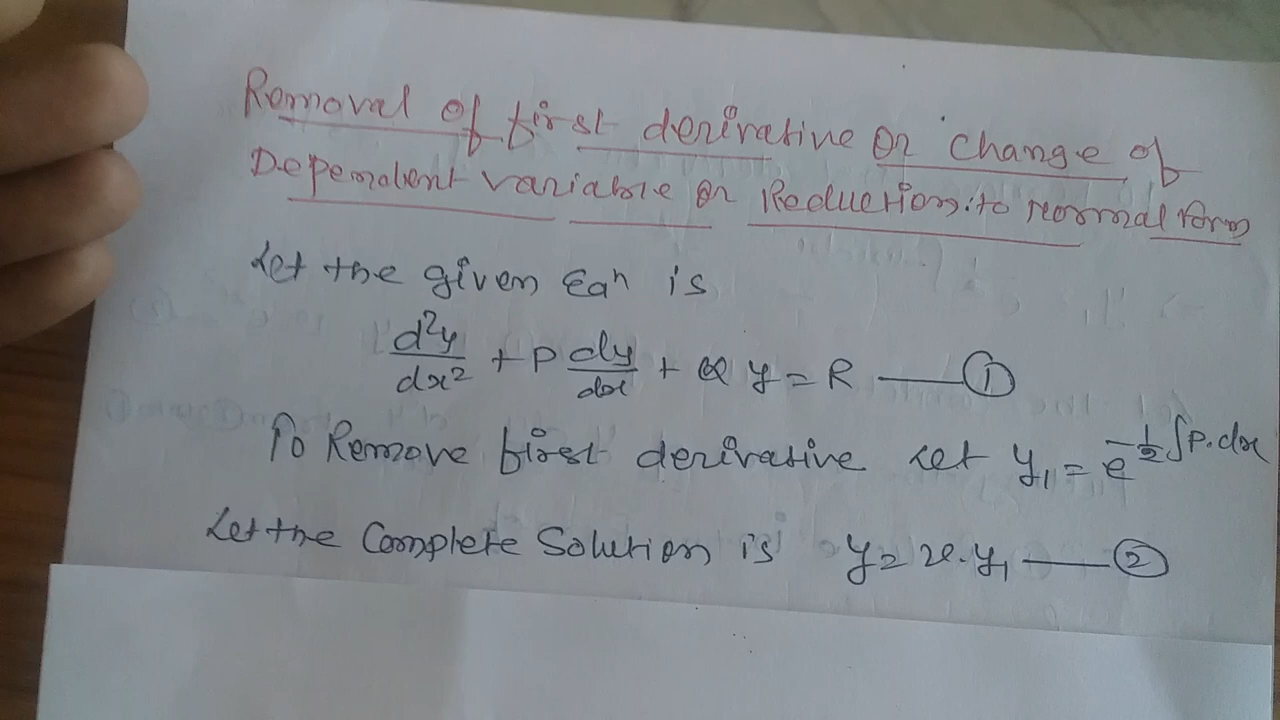 Removal of first derivative or change of
Dependent variable or Reduction to normal form
Let the given Eqn is
d²y/dx² + P dy/dx + Q y = R —— ①
To Remove first derivative let y₁ = e^(-1/2 ∫P.dx)
Let the Complete Solution is y = v.y₁ —— ②